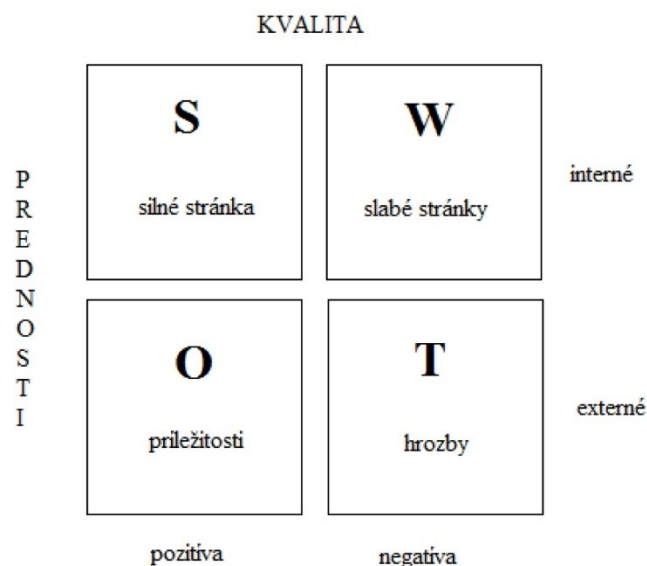 KVALITA
S
W
silné stránka
slabé stránky
interné
P
R
E
D
N
O
S
T
I
O
T
príležitosti
hrozby
externé
pozitíva
negatíva